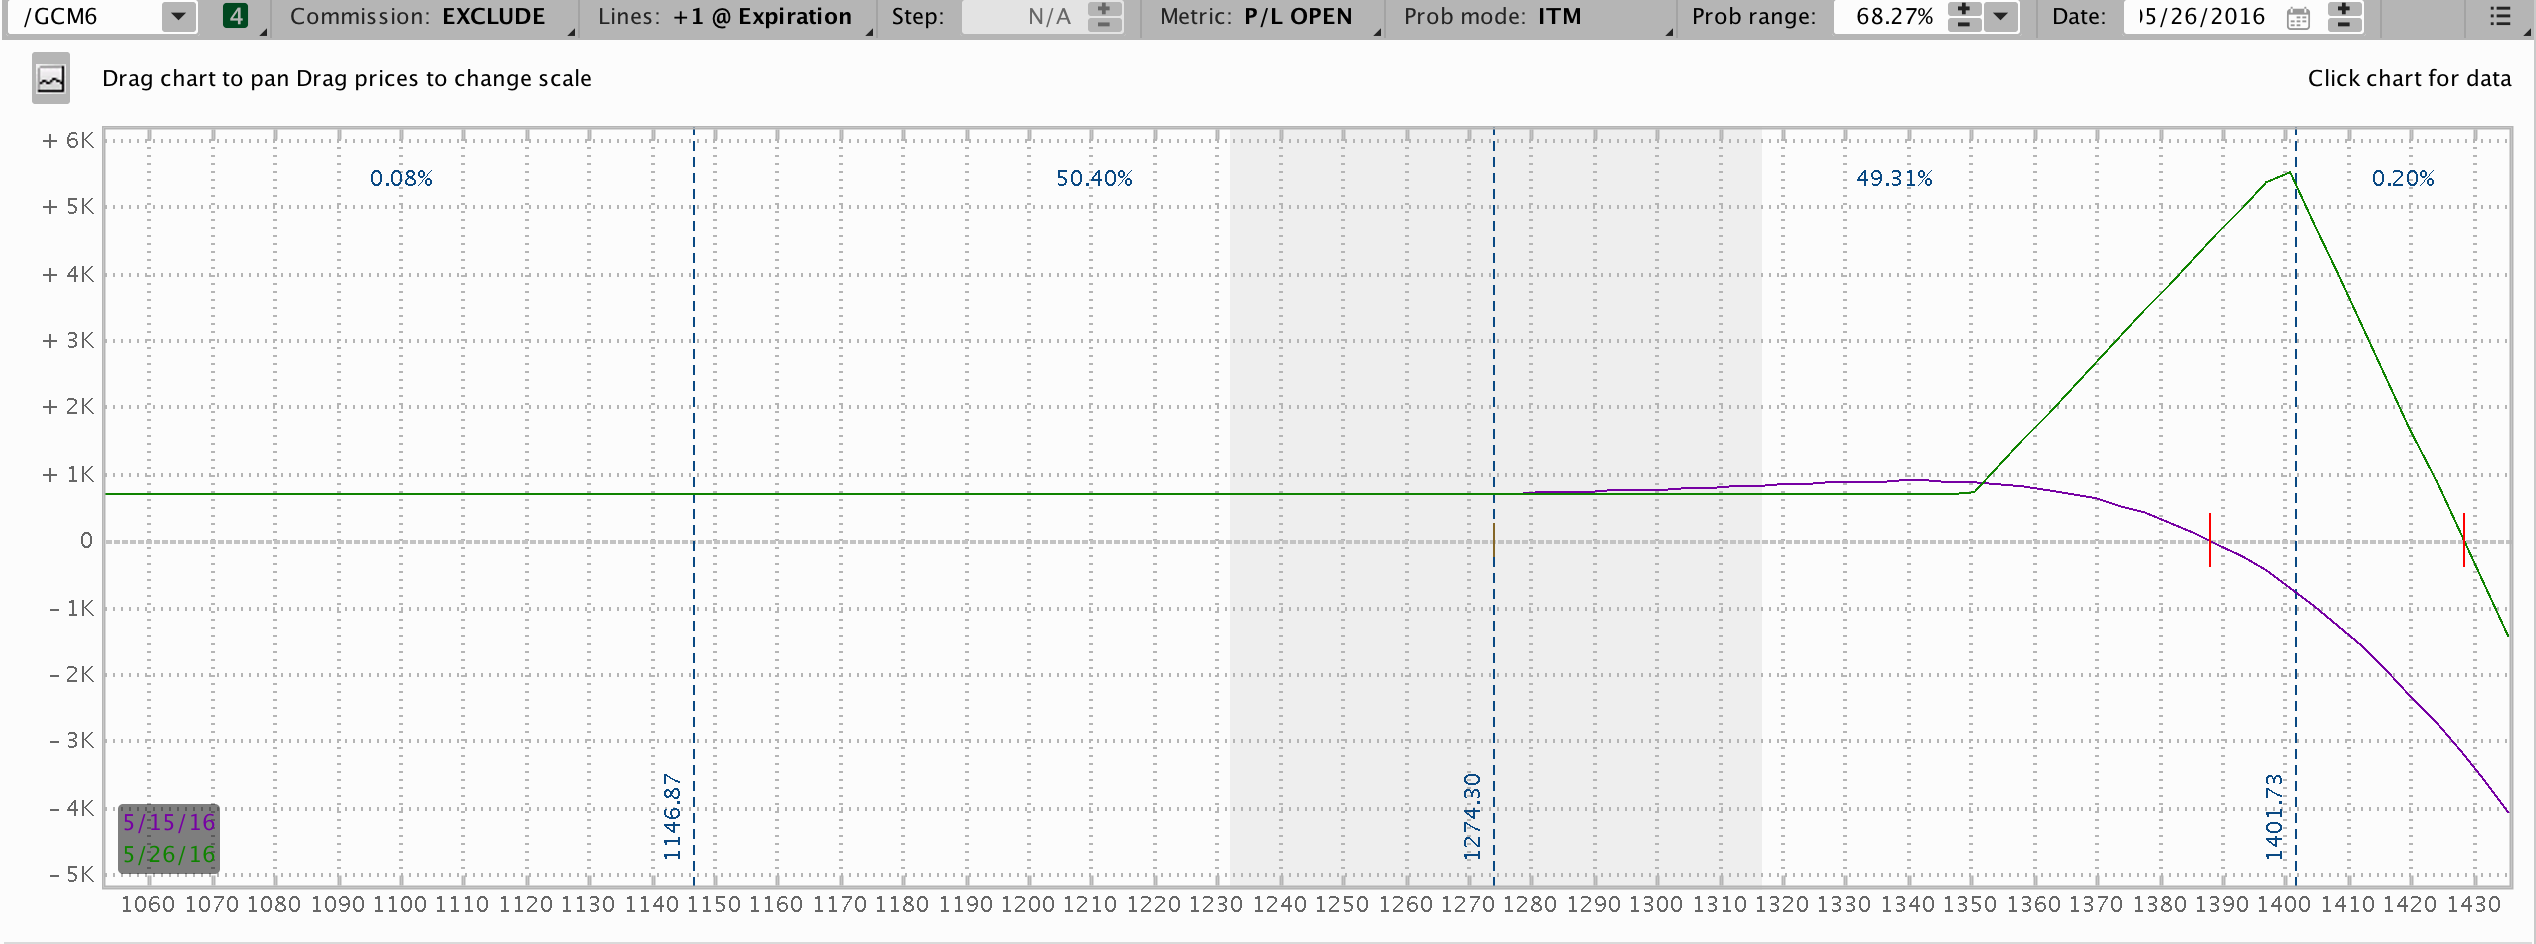 /GCM6 4 Commission: EXCLUDE Lines: +1 @ Expiration Step: N/A Metric: P/L OPEN Prob mode: ITM Prob range: 68.27% Date: 05/26/2016
Drag chart to pan Drag prices to change scale Click chart for data
+ 6K
0.08% 50.40% 49.31% 0.20%
+ 5K
+ 4K
+ 3K
+ 2K
+ 1K
0
- 1K
- 2K
- 3K
- 4K
- 5K
1146.87
1274.30
1401.73
5/15/16
5/26/16
1060 1070 1080 1090 1100 1110 1120 1130 1140 1150 1160 1170 1180 1190 1200 1210 1220 1230 1240 1250 1260 1270 1280 1290 1300 1310 1320 1330 1340 1350 1360 1370 1380 1390 1400 1410 1420 1430